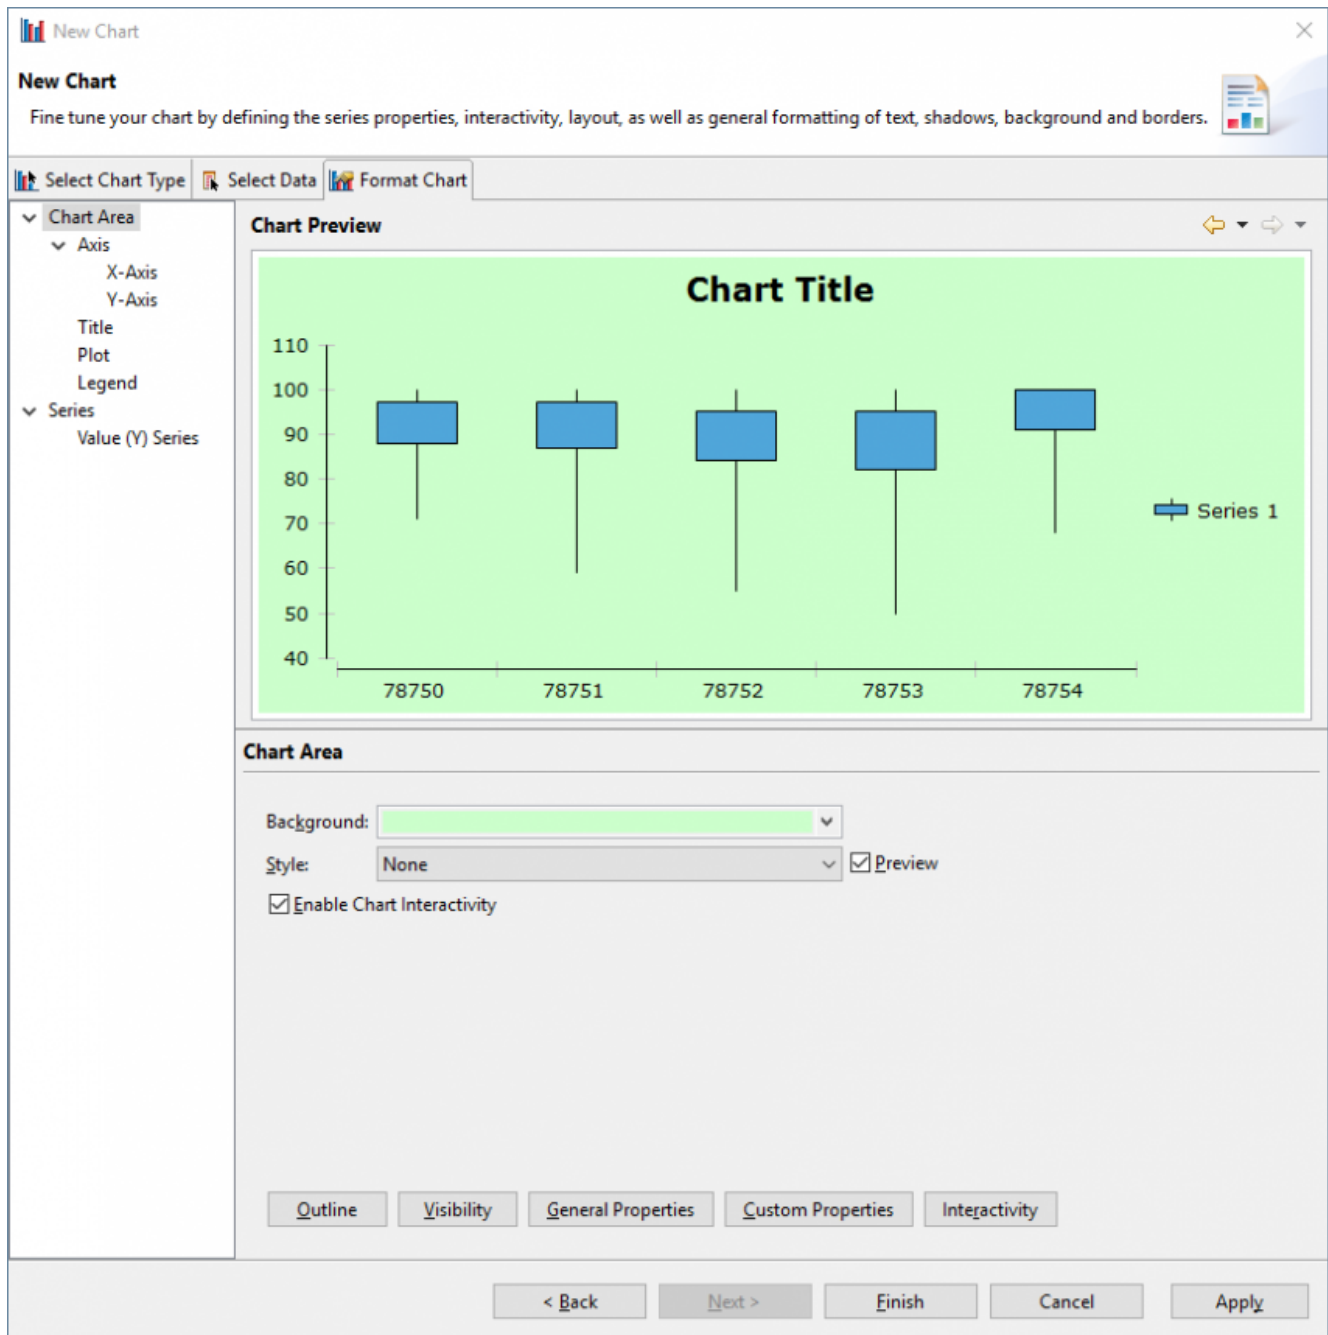 New Chart
New Chart
Fine tune your chart by defining the series properties, interactivity, layout, as well as general formatting of text, shadows, background and borders.
Select Chart Type Select Data Format Chart
Chart Area
Axis
X-Axis
Y-Axis
Title
Plot
Legend
Series
Value (Y) Series
Chart Preview
Chart Title
110
100
90
80
70
60
50
40
78750 78751 78752 78753 78754
Series 1
Chart Area
Background:
Style: None Preview
Enable Chart Interactivity
Outline Visibility General Properties Custom Properties Interactivity
< Back Next > Finish Cancel Apply